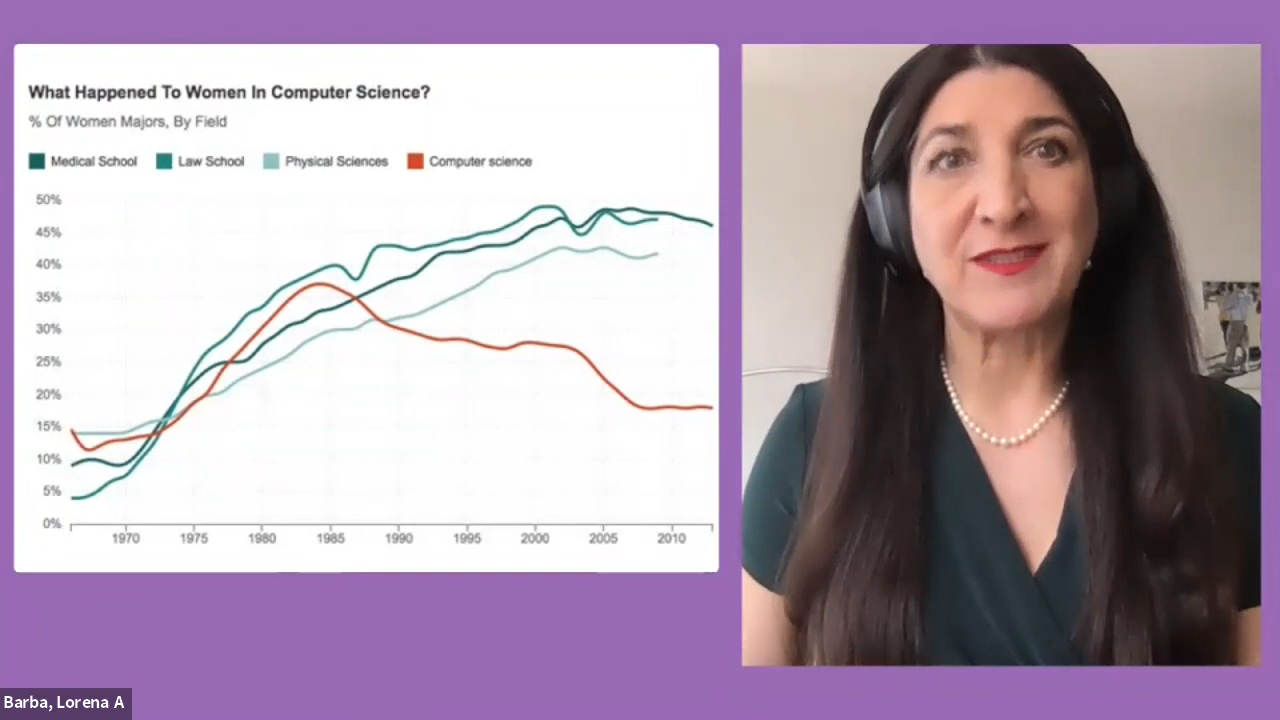 What Happened To Women In Computer Science?
% Of Women Majors, By Field
Medical School Law School Physical Sciences Computer science
50%
45%
40%
35%
30%
25%
20%
15%
10%
5%
0%
1970 1975 1980 1985 1990 1995 2000 2005 2010
Barba, Lorena A